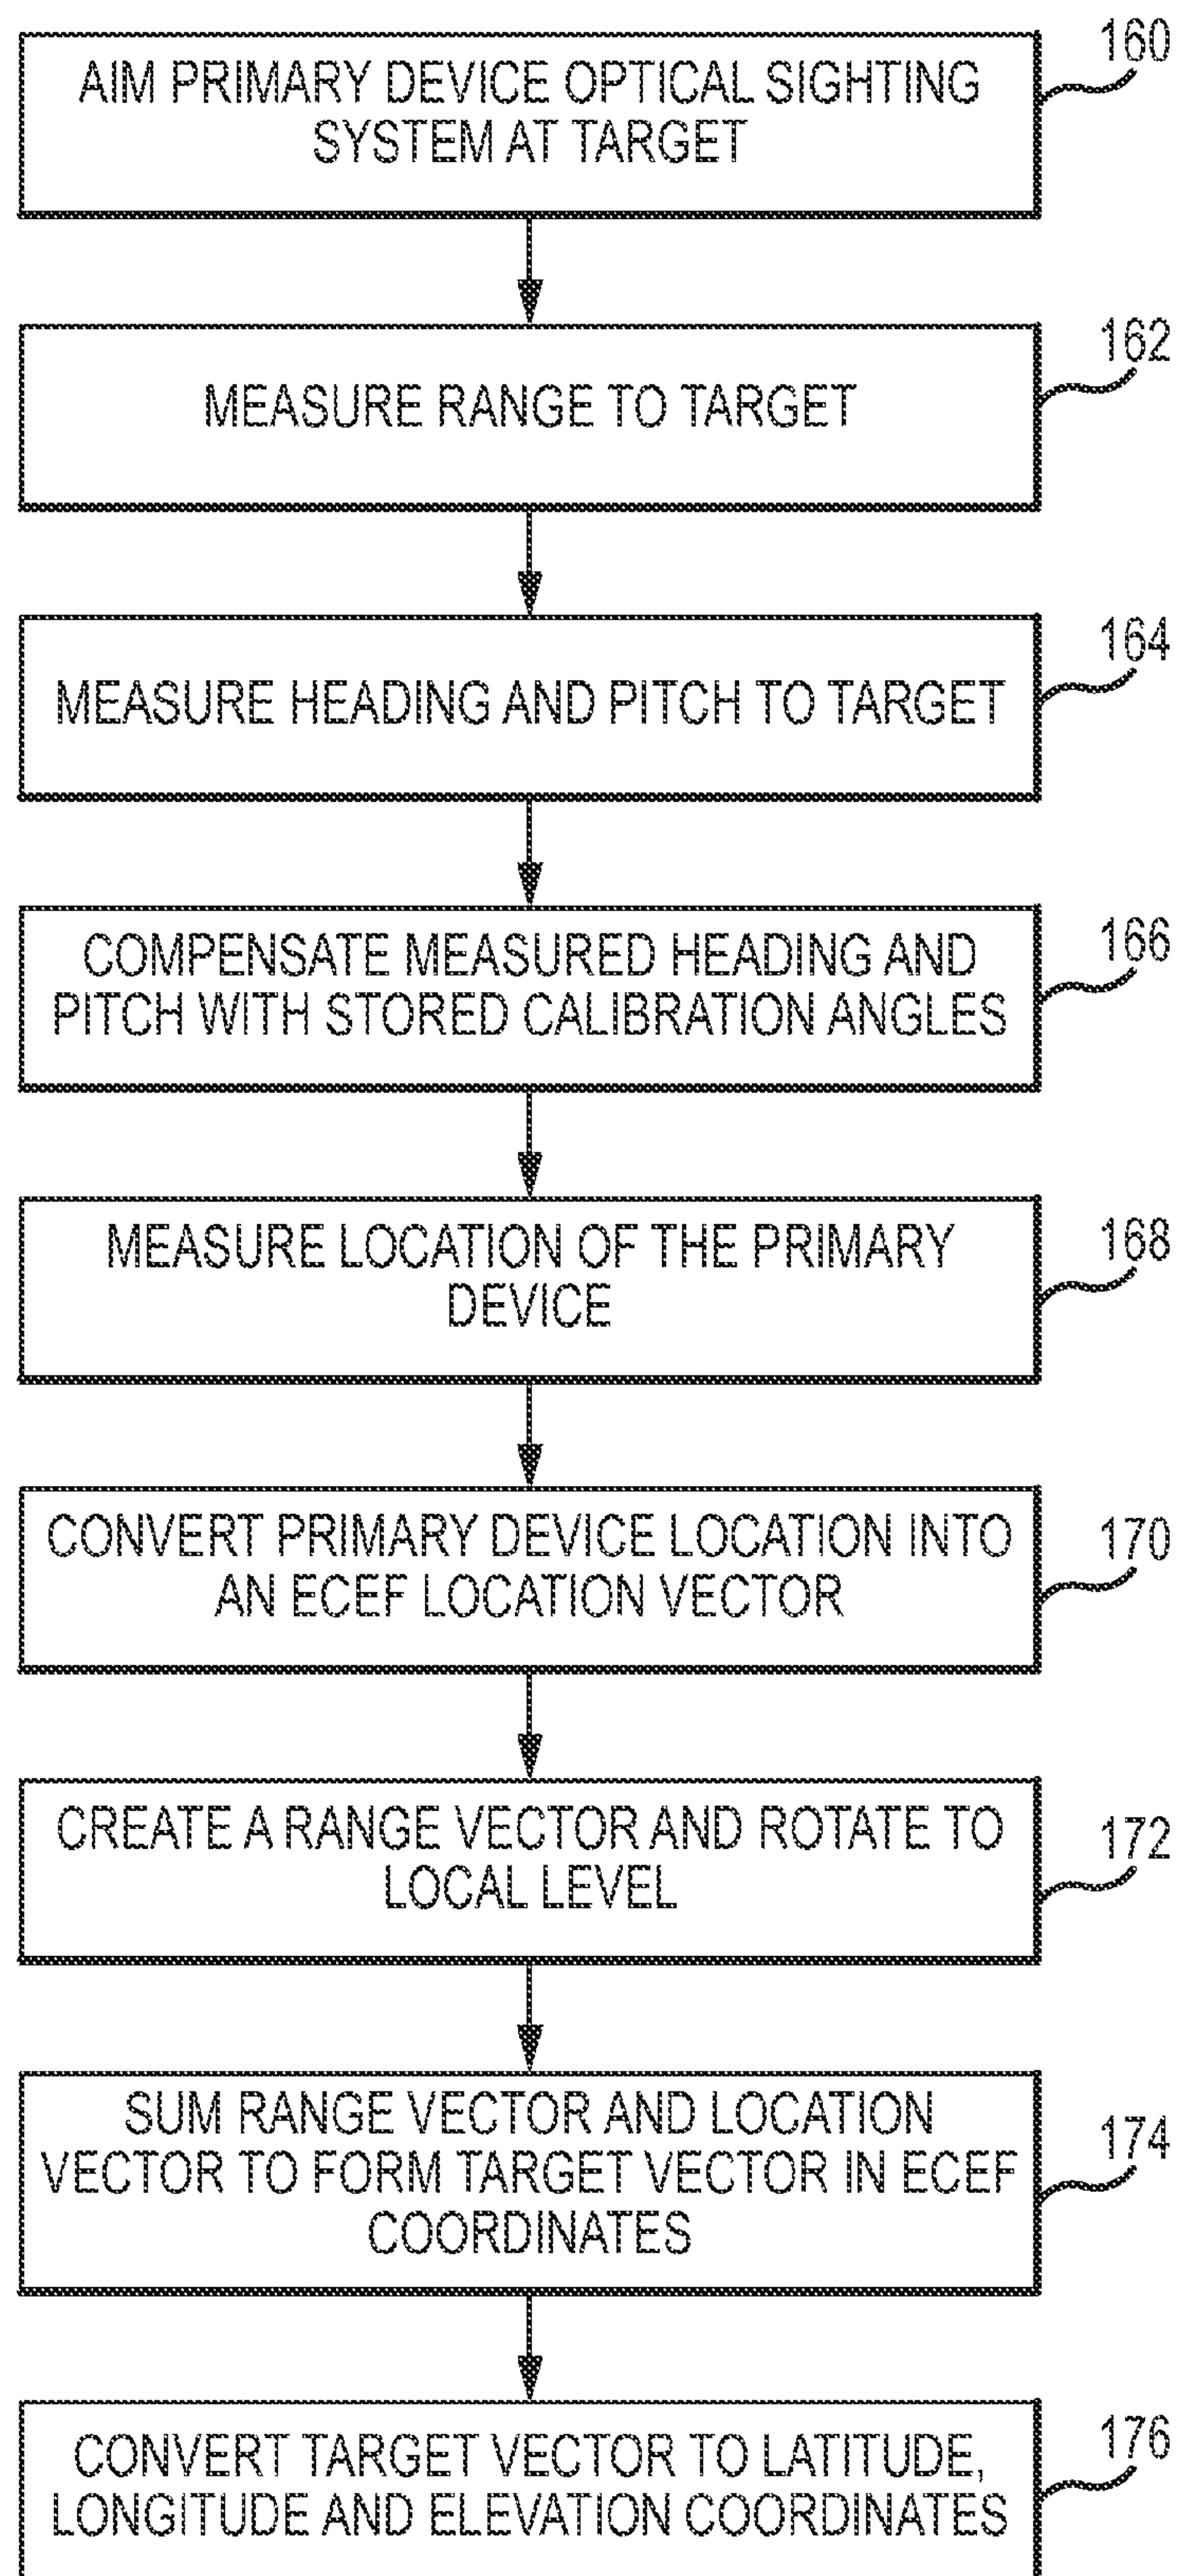 160
AIM PRIMARY DEVICE OPTICAL SIGHTING
SYSTEM AT TARGET
162
MEASURE RANGE TO TARGET
164
MEASURE HEADING AND PITCH TO TARGET
166
COMPENSATE MEASURED HEADING AND
PITCH WITH STORED CALIBRATION ANGLES
168
MEASURE LOCATION OF THE PRIMARY
DEVICE
170
CONVERT PRIMARY DEVICE LOCATION INTO
AN ECEF LOCATION VECTOR
172
CREATE A RANGE VECTOR AND ROTATE TO
LOCAL LEVEL
174
SUM RANGE VECTOR AND LOCATION
VECTOR TO FORM TARGET VECTOR IN ECEF
COORDINATES
176
CONVERT TARGET VECTOR TO LATITUDE,
LONGITUDE AND ELEVATION COORDINATES